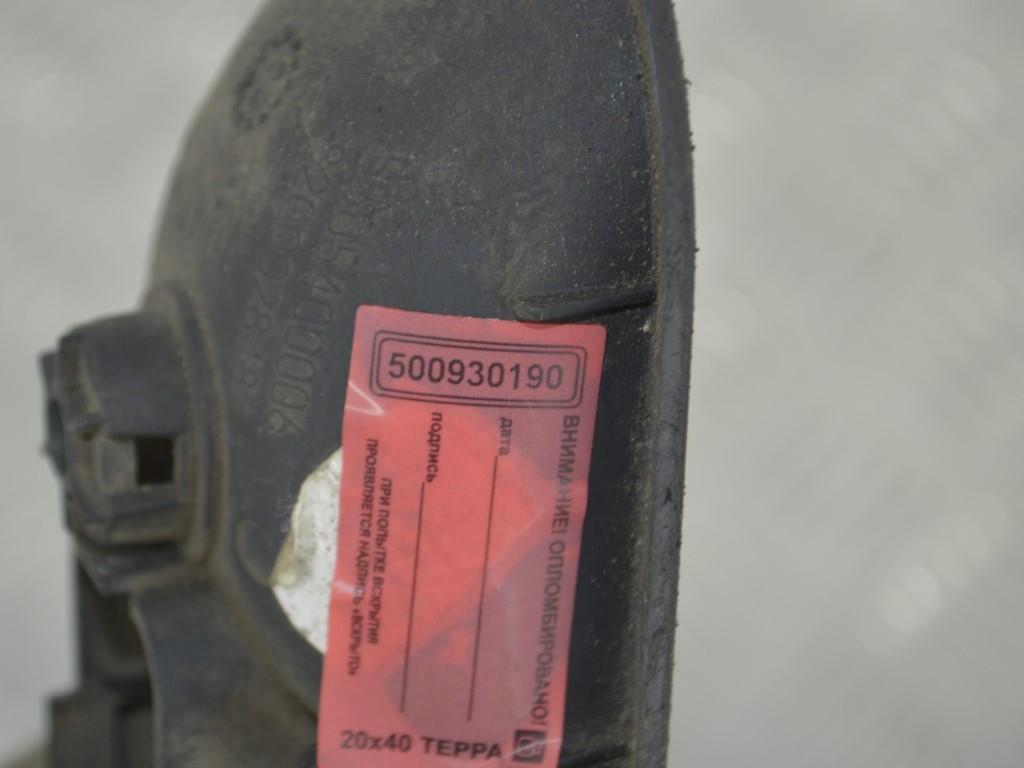 500930190
ВНИМАНИЕ! ОПЛОМБИРОВАНО!
дата
подпись
ПРИ ПОПЫТКЕ ВСКРЫТИЯ
ПРОЯВЛЯЕТСЯ НАДПИСЬ «ВСКРЫТО»
20х40 ТЕРРА